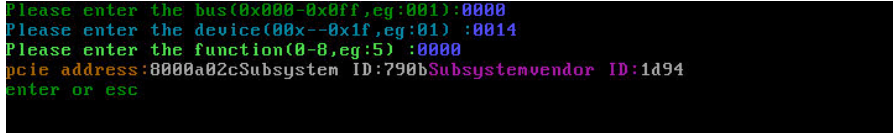 Please enter the bus(0x000-0x0ff,eg:001):0000
Please enter the device(00x--0x1f,eg:01) :0014
Please enter the function(0-8,eg:5) :0000
pcie address:8000a02cSubsystem ID:790bSubsystemvendor ID:1d94
enter or esc